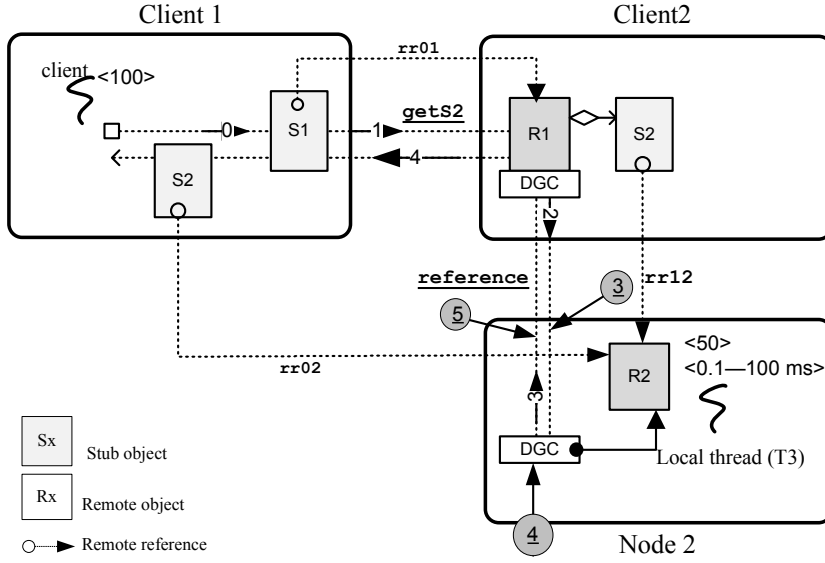 Client 1
Client2
rr01
client
<100>
getS2
0
S1
1
R1
S2
4
S2
DGC
2
reference
3
rr12
5
<50>
<0.1—100 ms>
R2
rr02
3
DGC
Local thread (T3)
Sx
Stub object
Rx
Remote object
4
Remote reference
Node 2